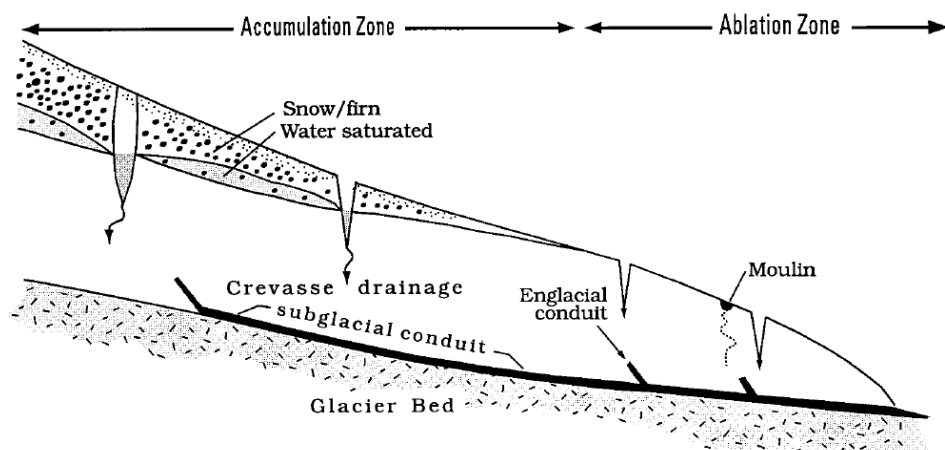 Accumulation Zone
Ablation Zone
Snow/firn
Water saturated
Moulin
Crevasse drainage
Englacial
conduit
subglacial conduit
Glacier Bed